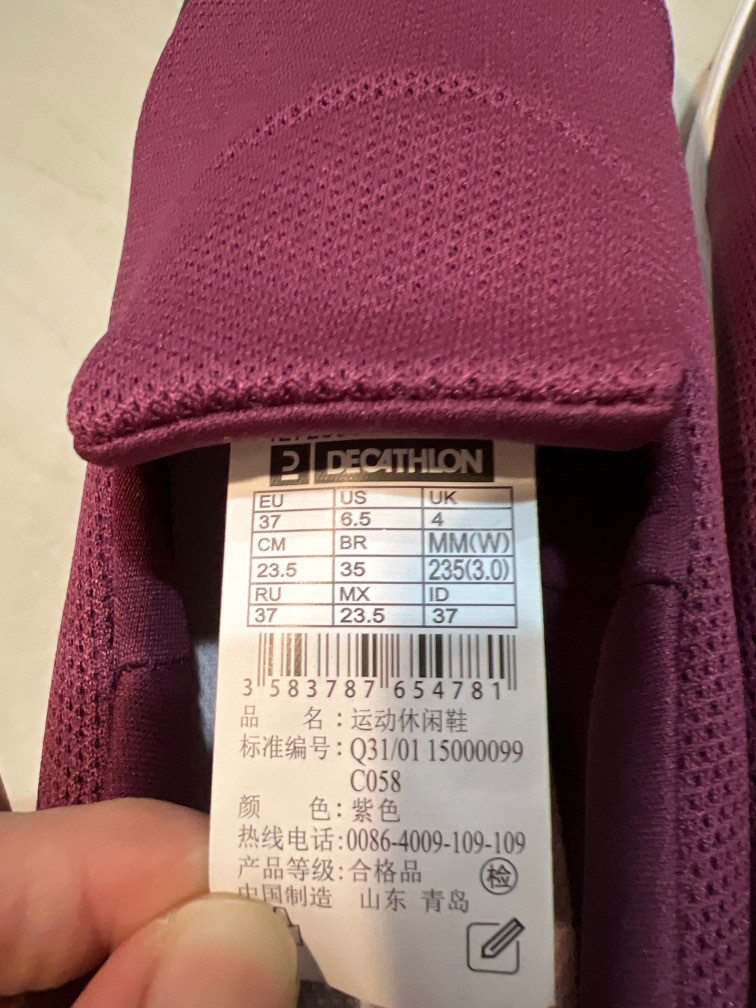 DECATHLON
EU US UK
37 6.5 4
CM BR MM(W)
23.5 35 235(3.0)
RU MX ID
37 23.5 37
3 583787 654781
品 名：运动休闲鞋
标准编号：Q31/01 15000099
C058
颜 色：紫色
热线电话：0086-4009-109-109
产品等级：合格品 检
中国制造 山东 青岛